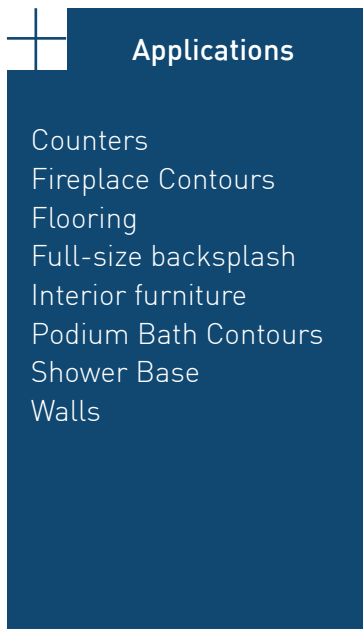 Applications
Counters
Fireplace Contours
Flooring
Full-size backsplash
Interior furniture
Podium Bath Contours
Shower Base
Walls